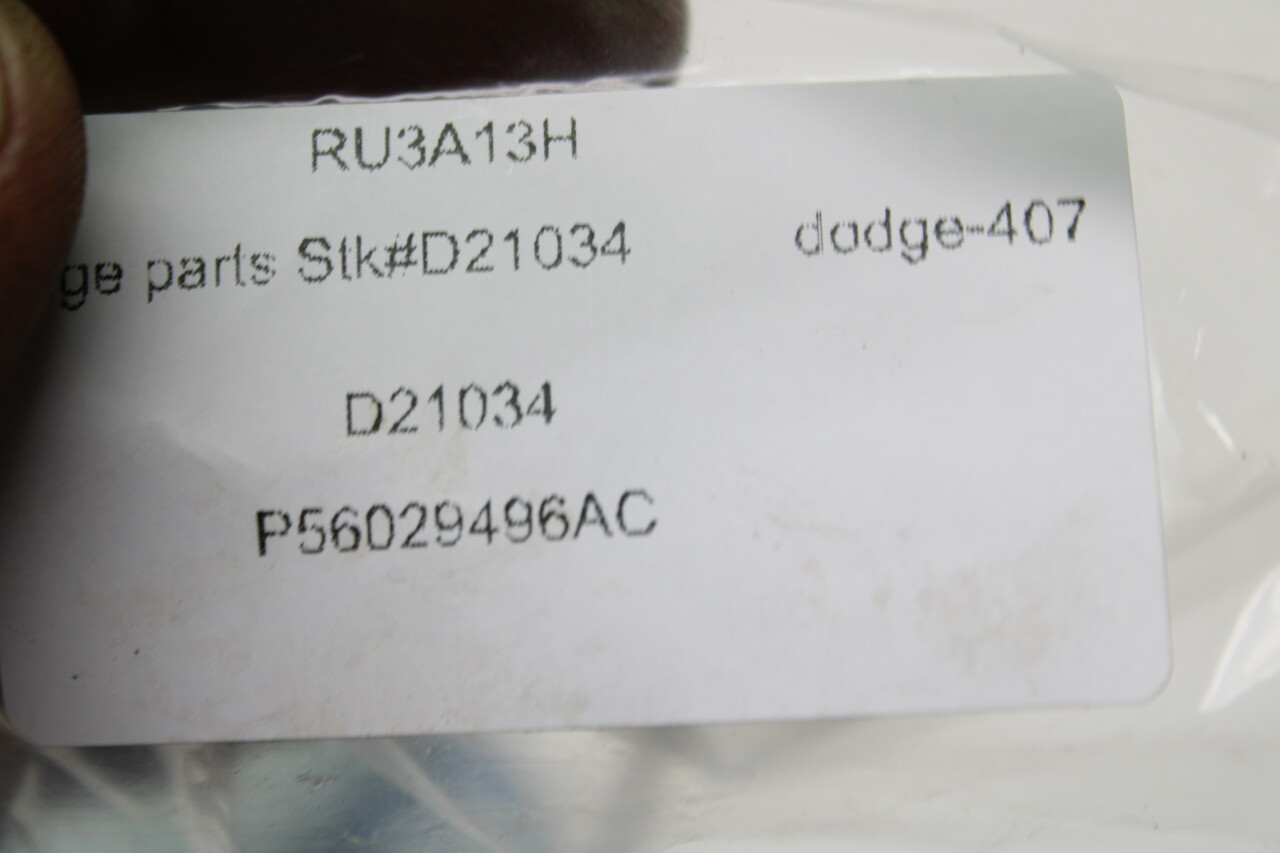 RU3A13H
ge parts Stk#D21034 dodge-407
D21034
P56029496AC